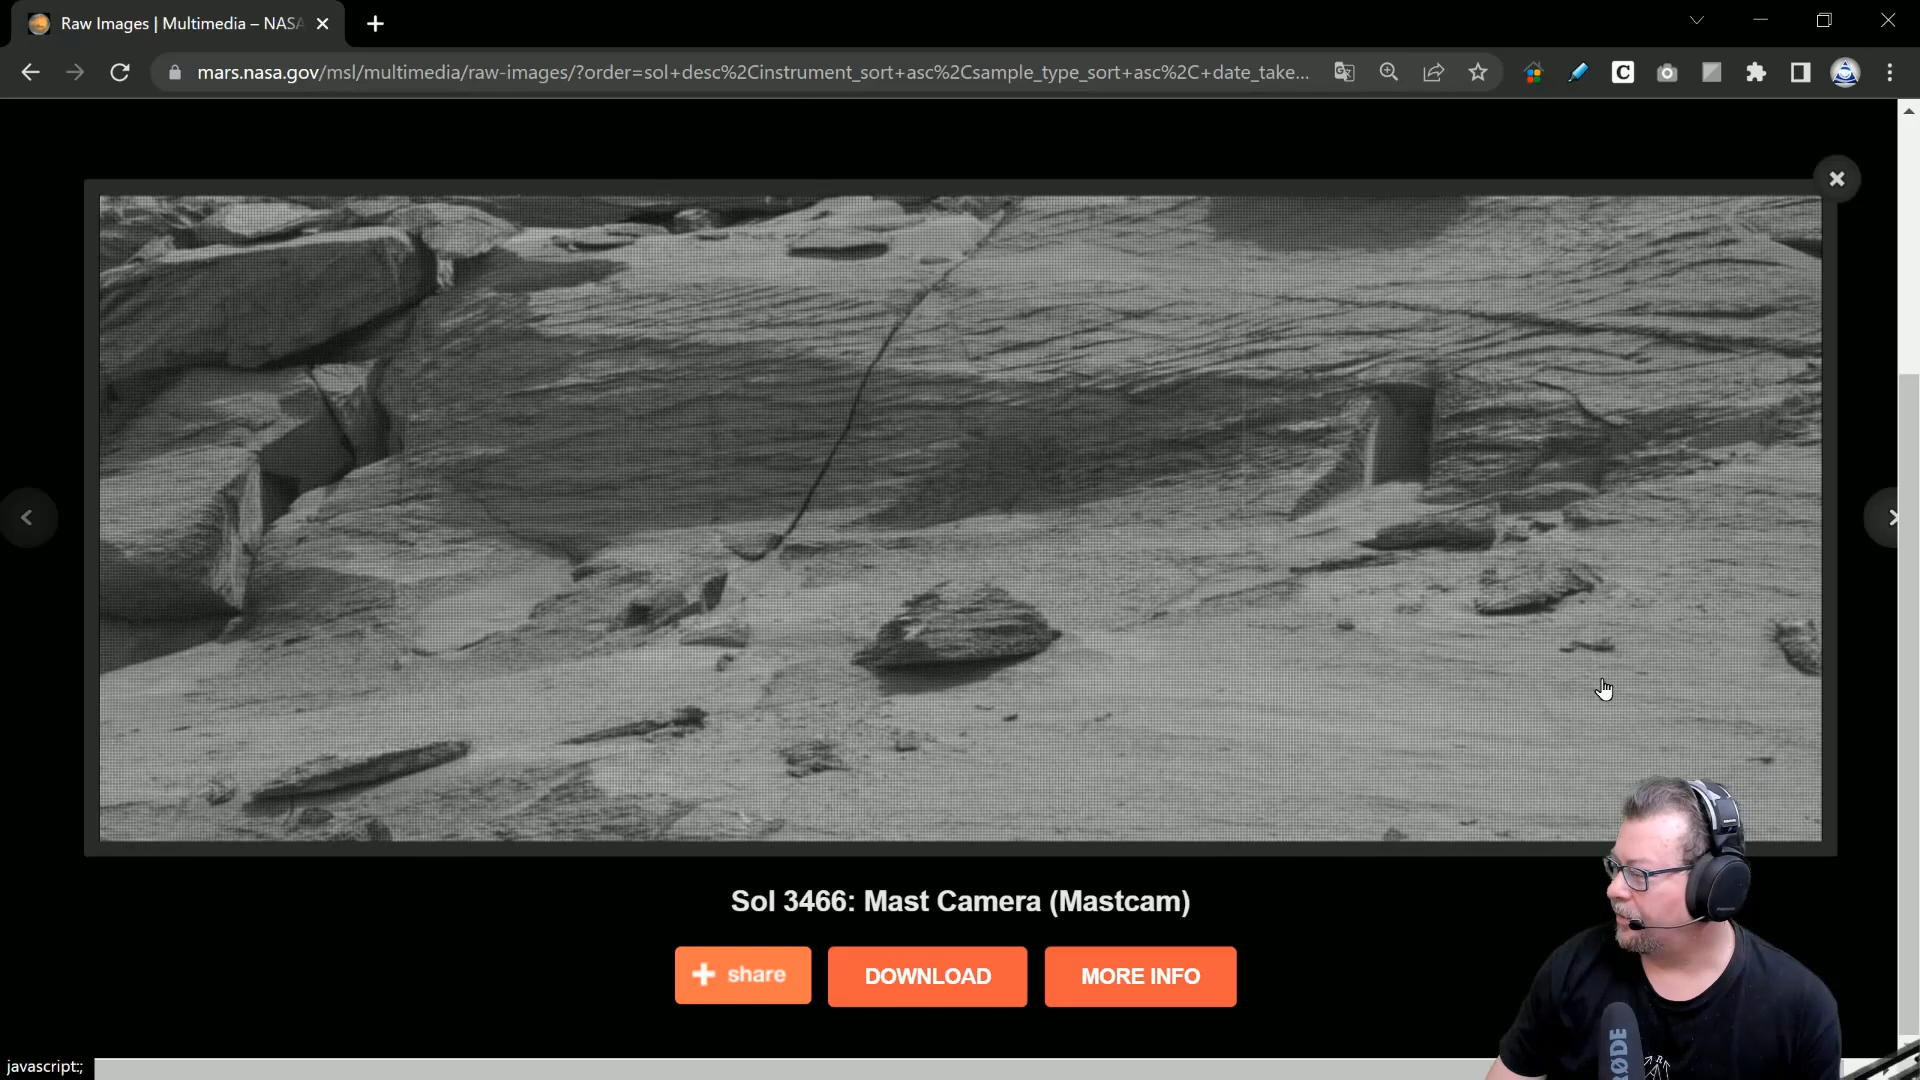 Raw Images | Multimedia – NASA
mars.nasa.gov/msl/multimedia/raw-images/?order=sol+desc%2Cinstrument_sort+asc%2Csample_type_sort+asc%2C+date_take...
Sol 3466: Mast Camera (Mastcam)
share
DOWNLOAD
MORE INFO
javascript:;
RØDE